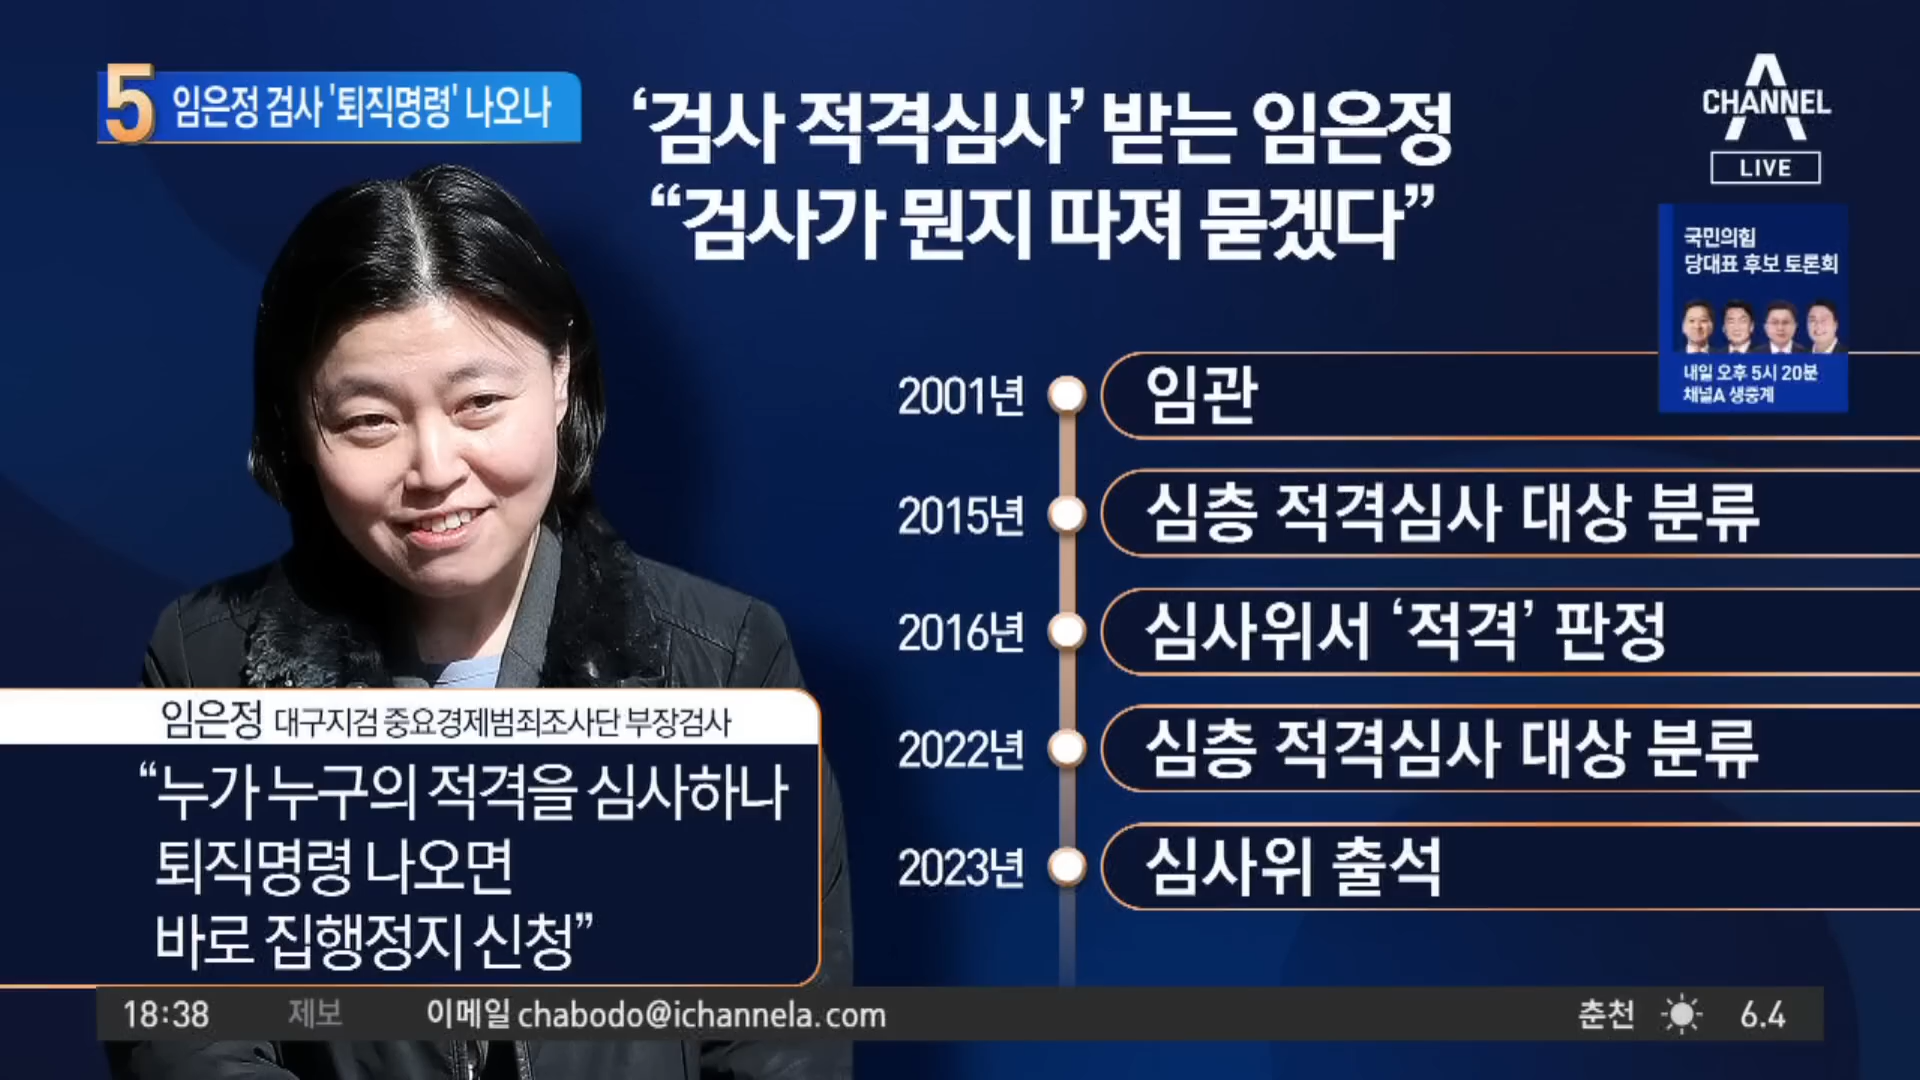 5 임은정 검사 '퇴직명령' 나오나
‘검사 적격심사’ 받는 임은정
“검사가 뭔지 따져 묻겠다”
CHANNEL A
LIVE
국민의힘
당대표 후보 토론회
내일 오후 5시 20분
채널A 생중계
2001년 임관
2015년 심층 적격심사 대상 분류
2016년 심사위서 ‘적격’ 판정
2022년 심층 적격심사 대상 분류
2023년 심사위 출석
임은정 대구지검 중요경제범죄조사단 부장검사
“누가 누구의 적격을 심사하나
퇴직명령 나오면
바로 집행정지 신청”
18:38 제보 이메일 chabodo@ichannela.com 춘천 6.4